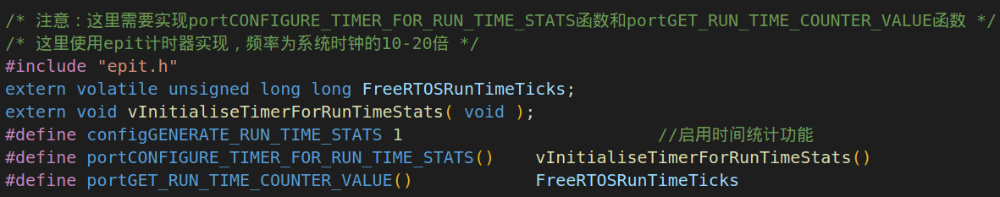 /* 注意：这里需要实现portCONFIGURE_TIMER_FOR_RUN_TIME_STATS函数和portGET_RUN_TIME_COUNTER_VALUE函数 */
/* 这里使用epit计时器实现，频率为系统时钟的10-20倍 */
#include "epit.h"
extern volatile unsigned long long FreeRTOSRunTimeTicks;
extern void vInitialiseTimerForRunTimeStats( void );
#define configGENERATE_RUN_TIME_STATS 1 //启用时间统计功能
#define portCONFIGURE_TIMER_FOR_RUN_TIME_STATS() vInitialiseTimerForRunTimeStats()
#define portGET_RUN_TIME_COUNTER_VALUE() FreeRTOSRunTimeTicks